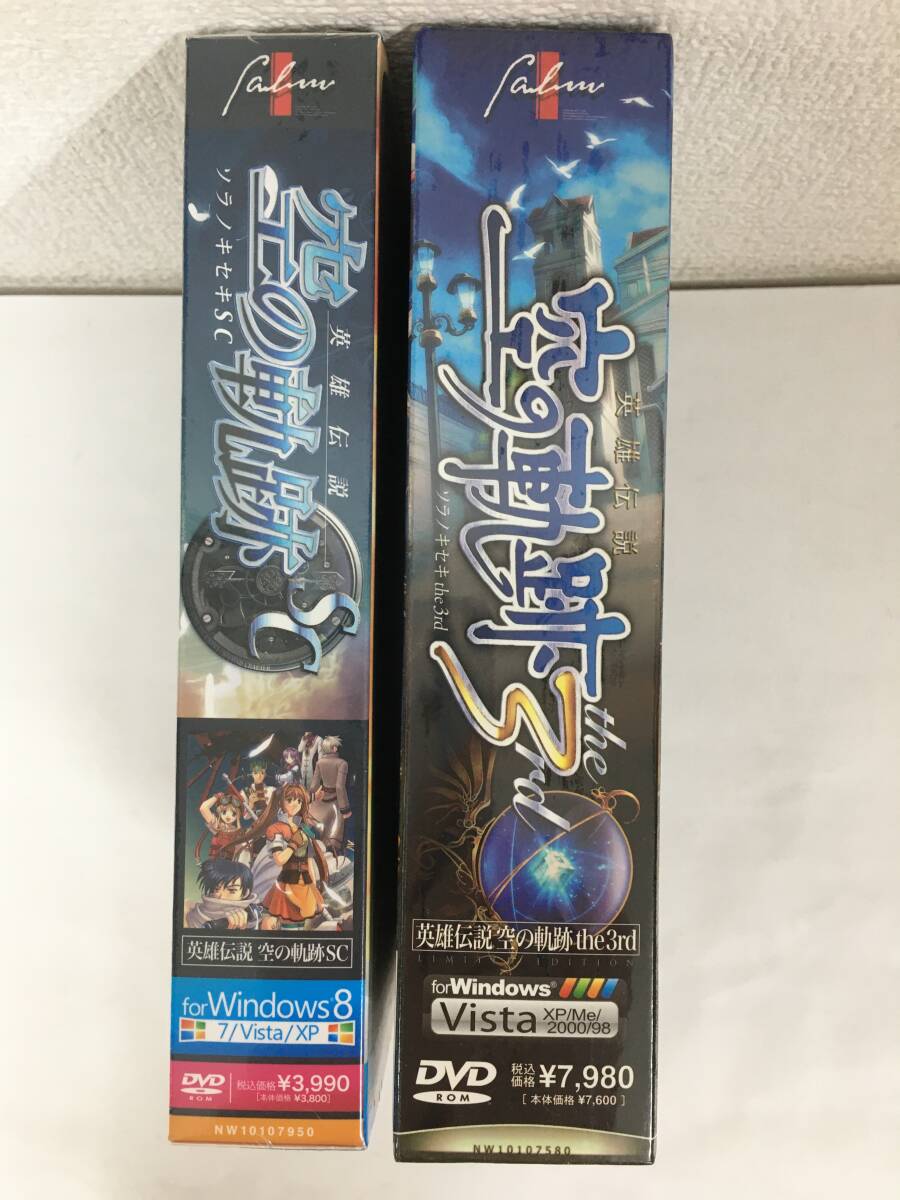 Falcom
空の軌跡SC
英雄伝説
ソラノキセキSC
英雄伝説 空の軌跡SC
for Windows®8
7/Vista/XP
DVD
ROM
税込価格 ¥3,990
[本体価格 ¥3,800]
NW10107950
Falcom
空の軌跡 the 3rd
英雄伝説
ソラノキセキ the 3rd
英雄伝説 空の軌跡 the 3rd
LIMITED EDITION
for Windows®
Vista XP/Me/2000/98
DVD
ROM
税込価格 ¥7,980
[ 本体価格 ¥7,600 ]
NW10107580